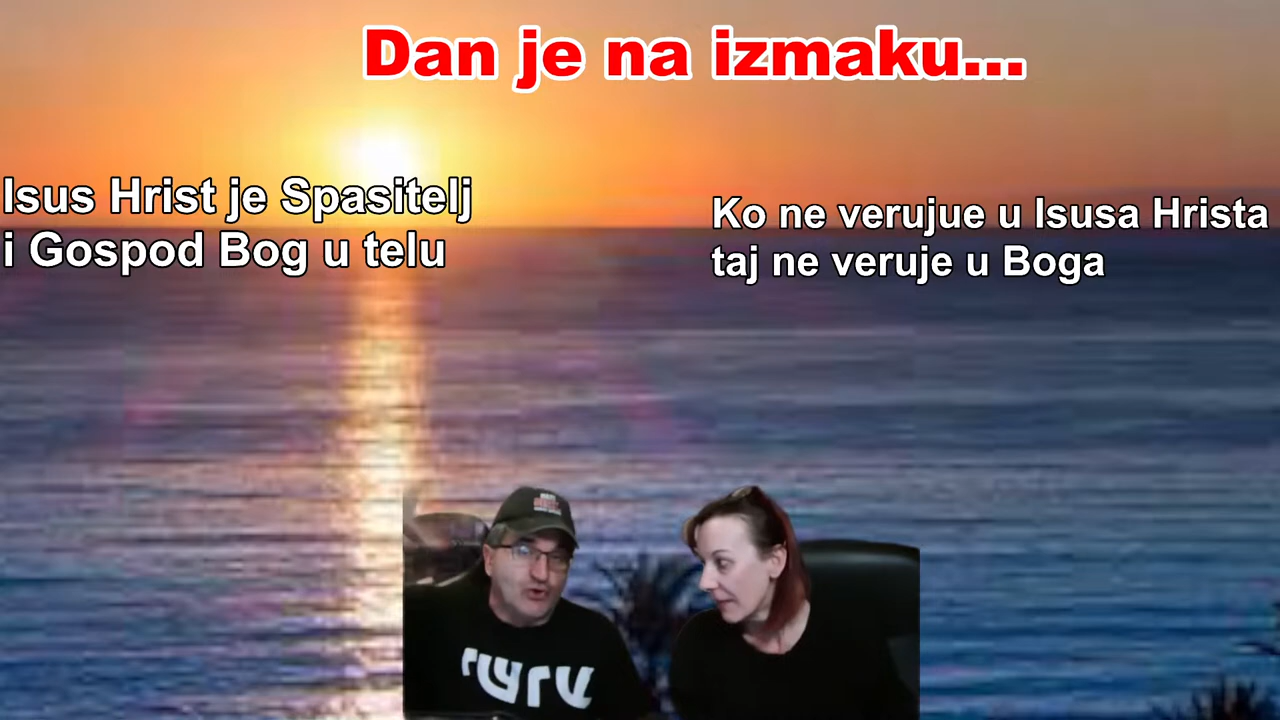 Dan je na izmaku...
Isus Hrist je Spasitelj
i Gospod Bog u telu
Ko ne verujue u Isusa Hrista
taj ne veruje u Boga